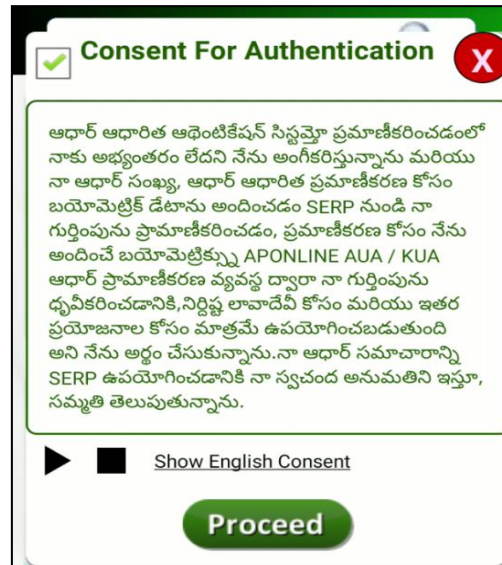 Consent For Authentication
X
ఆధార్ ఆధారిత ఆథెంటికేషన్ సిస్టమ్తో ప్రమాణీకరించడంలో
నాకు అభ్యంతరం లేదని నేను అంగీకరిస్తున్నాను మరియు
నా ఆధార్ సంఖ్య, ఆధార్ ఆధారిత ప్రమాణీకరణ కోసం
బయోమెట్రిక్ డేటాను అందించడం SERP నుండి నా
గుర్తింపును ప్రామాణీకరించడం, ప్రమాణీకరణ కోసం నేను
అందించే బయోమెట్రిక్స్ను APONLINE AUA / KUA
ఆధార్ ప్రామాణీకరణ వ్యవస్థ ద్వారా నా గుర్తింపును
ధృవీకరించడానికి,నిర్దిష్ట లావాదేవీ కోసం మరియు ఇతర
ప్రయోజనాల కోసం మాత్రమే ఉపయోగించబడుతుంది
అని నేను అర్థం చేసుకున్నాను.నా ఆధార్ సమాచారాన్ని
SERP ఉపయోగించడానికి నా స్వచంద అనుమతిని ఇస్తూ,
సమ్మతి తెలుపుతున్నాను.
Show English Consent
Proceed